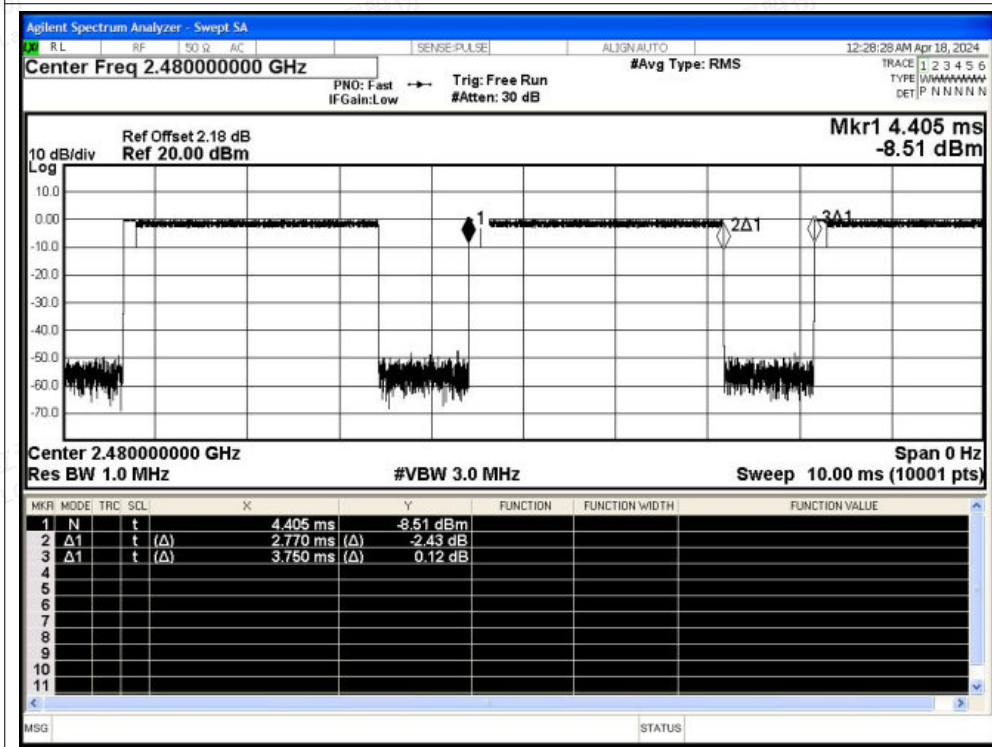 Agilent Spectrum Analyzer - Swept SA
LXI RL RF 50 Ω AC SENSE:PULSE ALIGN AUTO 12:28:28 AM Apr 18, 2024
Center Freq 2.480000000 GHz
#Avg Type: RMS
TRACE 1 2 3 4 5 6
TYPE WWWWWW
DET P N N N N N
PNO: Fast
IFGain:Low
Trig: Free Run
#Atten: 30 dB
Mkr1 4.405 ms
-8.51 dBm
Ref Offset 2.18 dB
10 dB/div Ref 20.00 dBm
Log
10.0
0.00
-10.0
-20.0
-30.0
-40.0
-50.0
-60.0
-70.0
1
2Δ1
3Δ1
Center 2.480000000 GHz Span 0 Hz
Res BW 1.0 MHz #VBW 3.0 MHz Sweep 10.00 ms (10001 pts)
MKR MODE TRC SCL X Y FUNCTION FUNCTION WIDTH FUNCTION VALUE
1 N t 4.405 ms -8.51 dBm
2 Δ1 t (Δ) 2.770 ms (Δ) -2.43 dB
3 Δ1 t (Δ) 3.750 ms (Δ) 0.12 dB
4
5
6
7
8
9
10
11
MSG STATUS